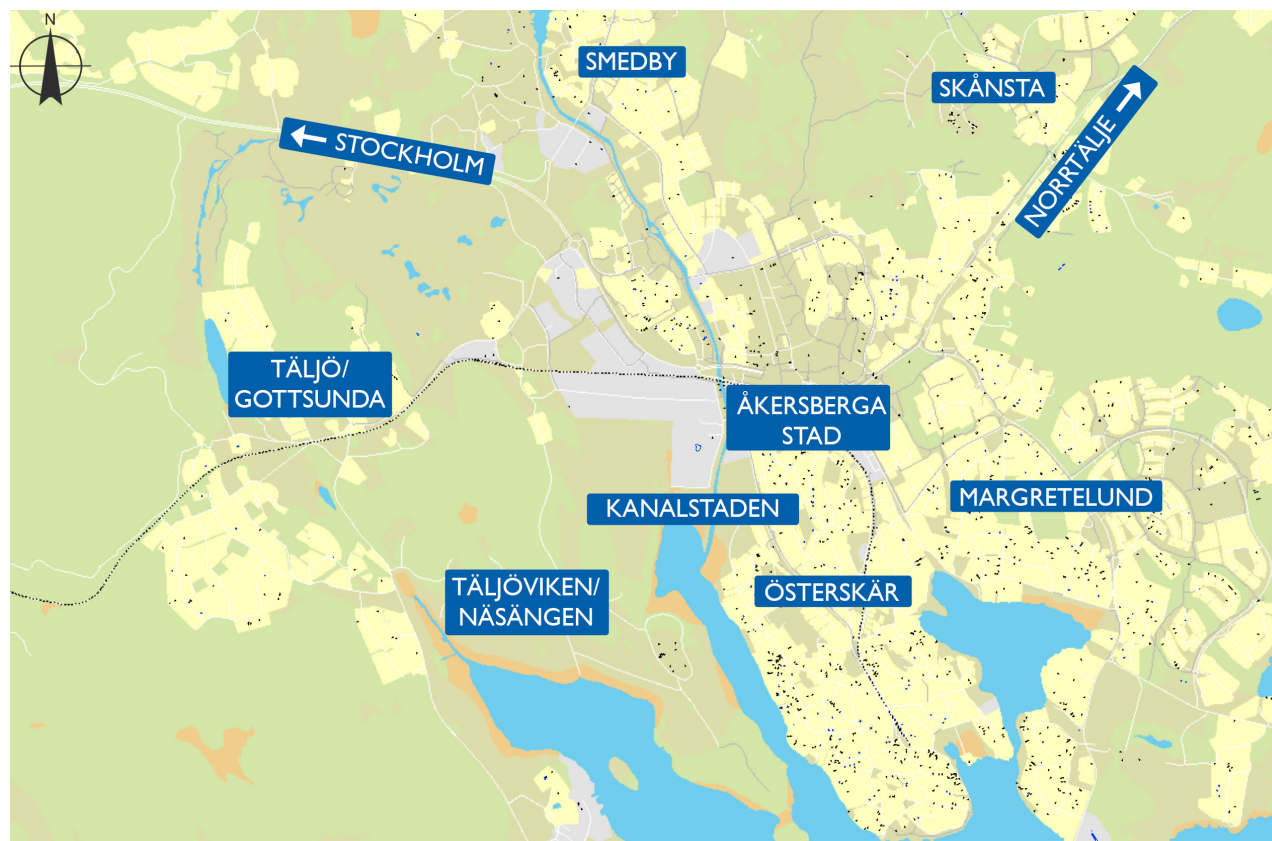 N
SMEDBY
SKÅNSTA
← STOCKHOLM
NORRTÄLJE →
TÄLJÖ/
GOTTSUNDA
ÅKERSBERGA
STAD
KANALSTADEN
MARGRETELUND
TÄLJÖVIKEN/
NÄSÄNGEN
ÖSTERSKÄR